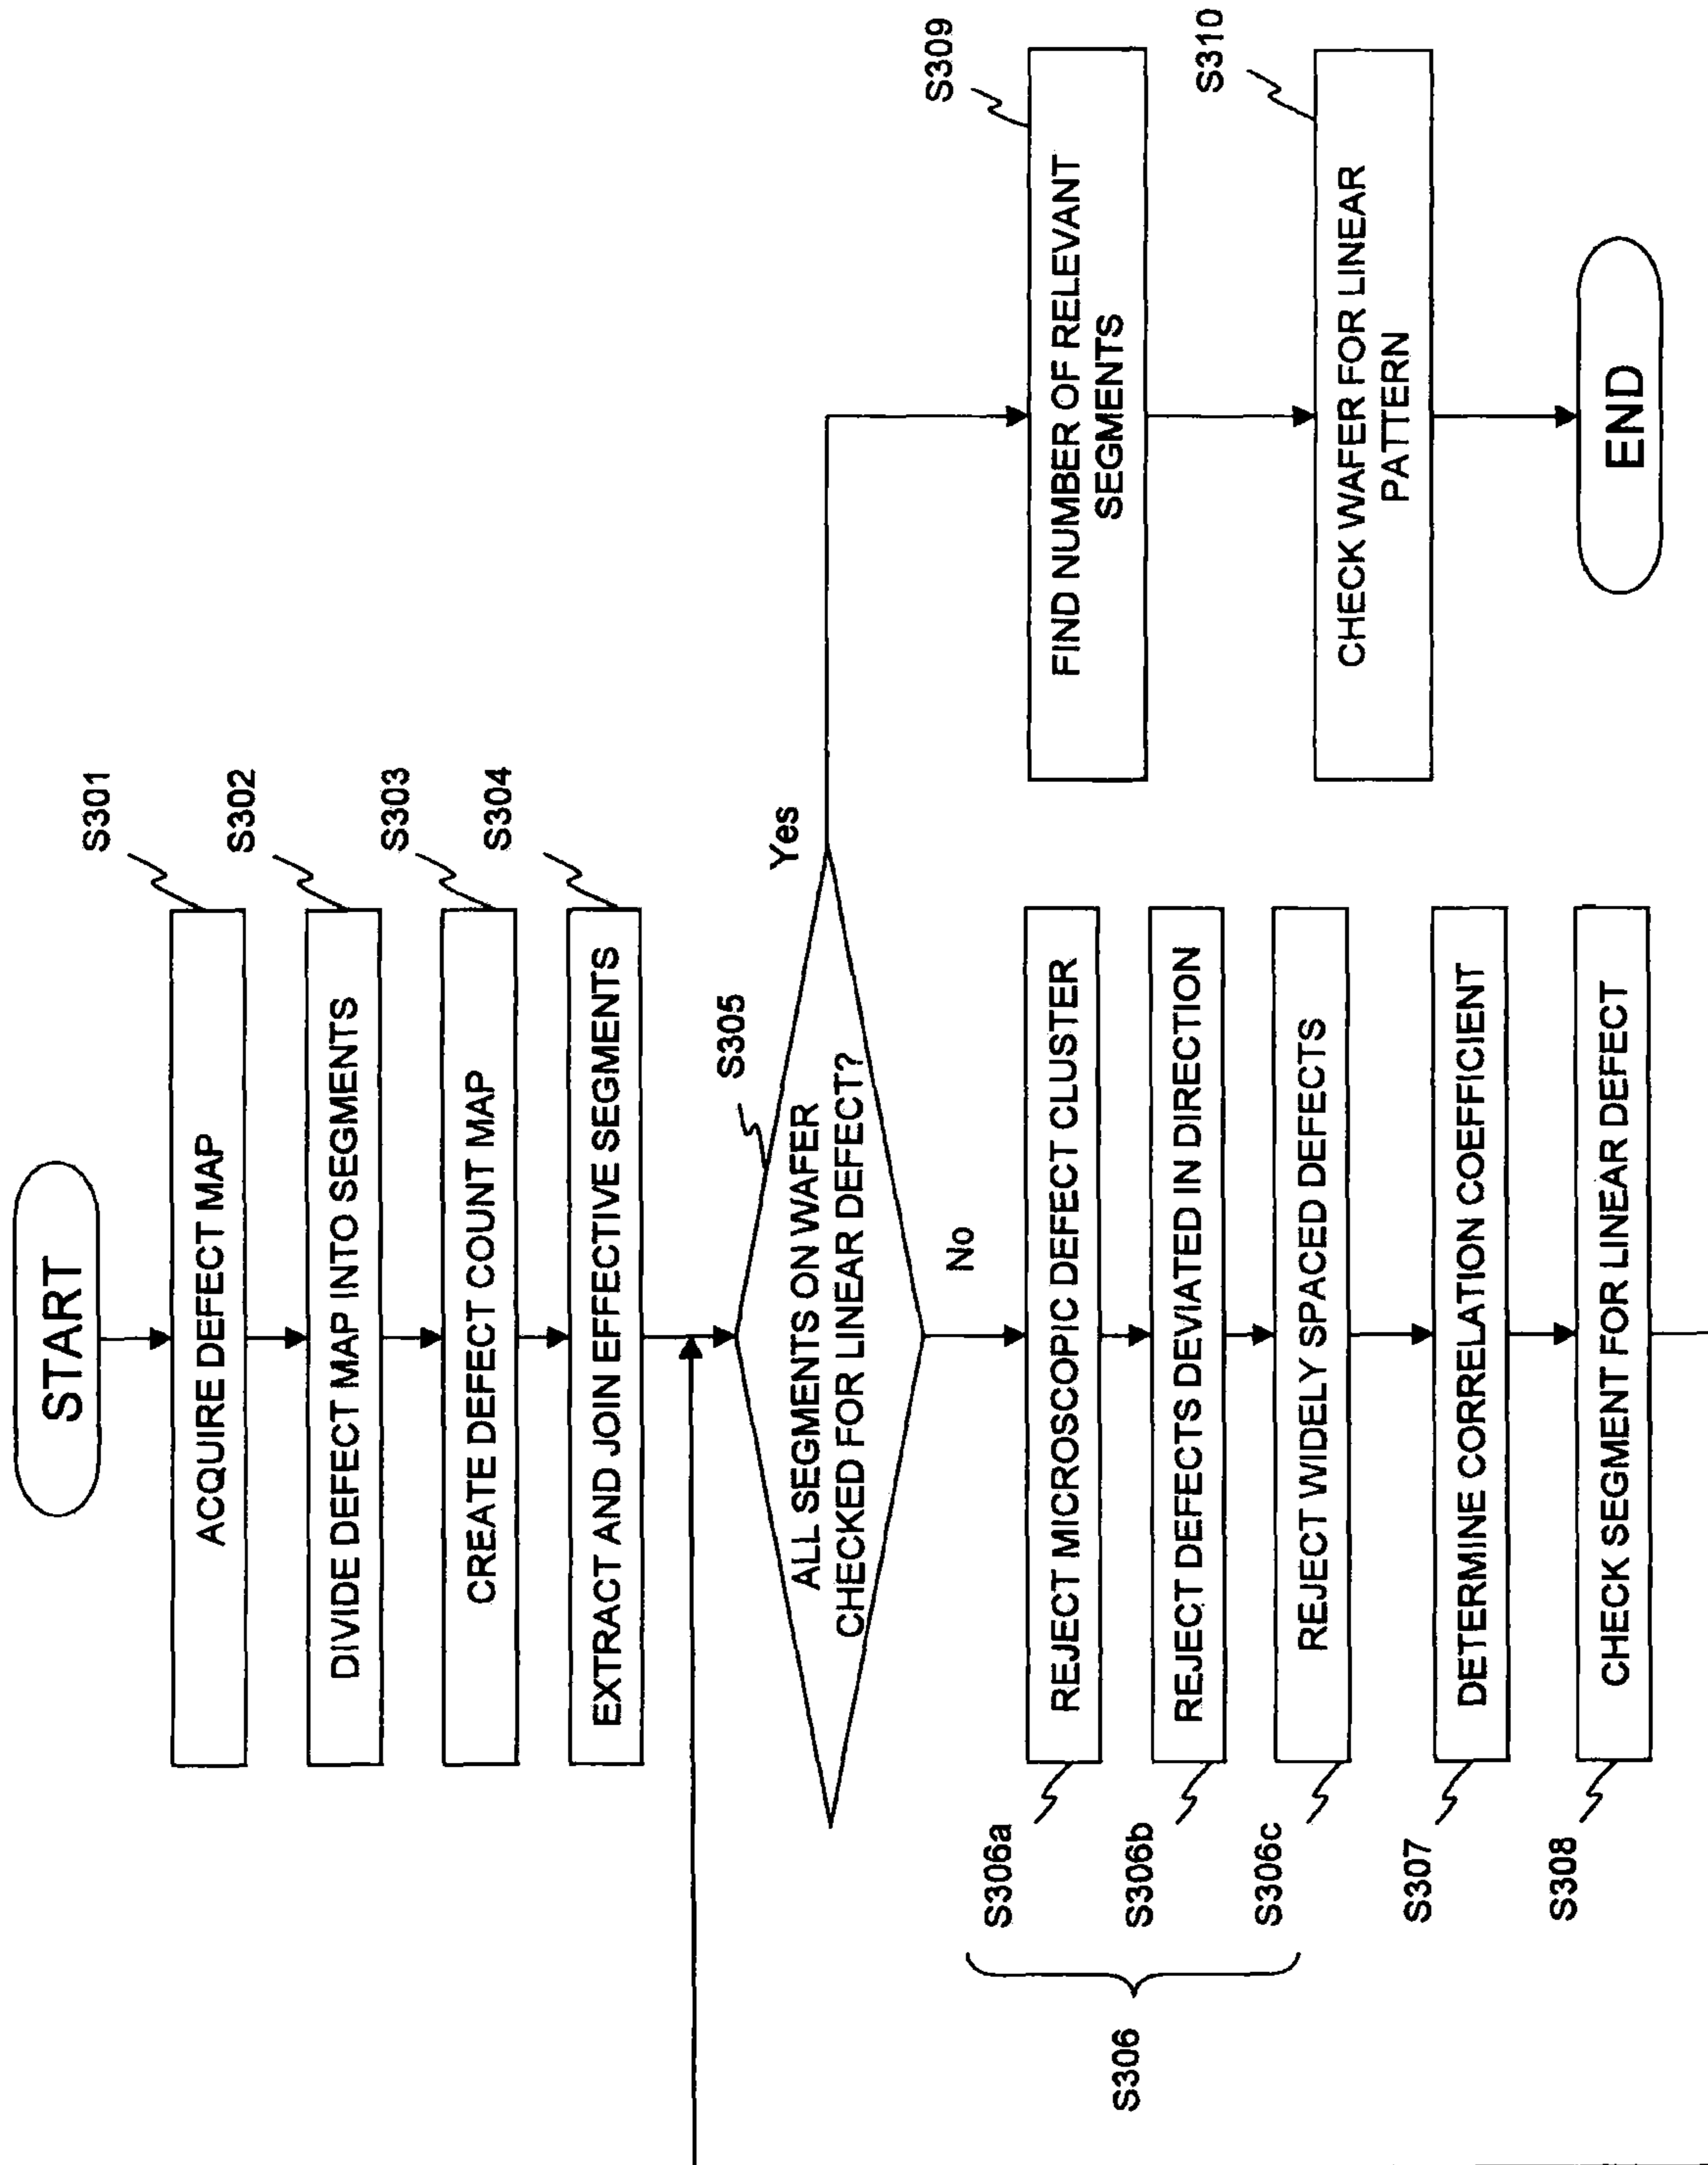 START
S301
ACQUIRE DEFECT MAP
S302
DIVIDE DEFECT MAP INTO SEGMENTS
S303
CREATE DEFECT COUNT MAP
S304
EXTRACT AND JOIN EFFECTIVE SEGMENTS
S305
ALL SEGMENTS ON WAFER
CHECKED FOR LINEAR DEFECT?
Yes
No
S306
S306a
REJECT MICROSCOPIC DEFECT CLUSTER
S306b
REJECT DEFECTS DEVIATED IN DIRECTION
S306c
REJECT WIDELY SPACED DEFECTS
S307
DETERMINE CORRELATION COEFFICIENT
S308
CHECK SEGMENT FOR LINEAR DEFECT
S309
FIND NUMBER OF RELEVANT
SEGMENTS
S310
CHECK WAFER FOR LINEAR
PATTERN
END